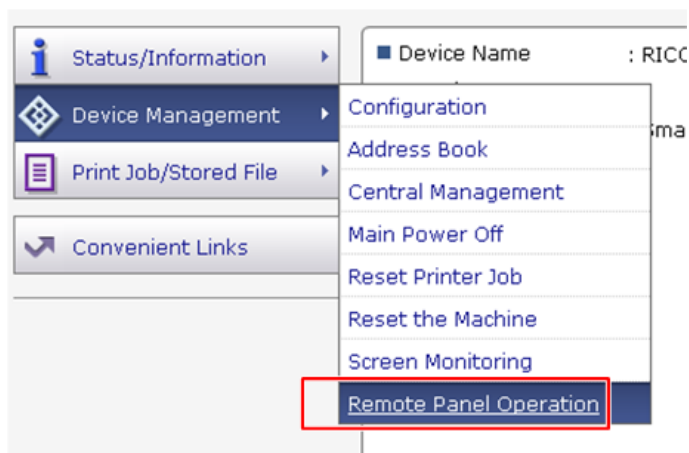 Status/Information
Device Management
Print Job/Stored File
Convenient Links
Device Name : RICO
Configuration
Address Book
Central Management
Main Power Off
Reset Printer Job
Reset the Machine
Screen Monitoring
Remote Panel Operation